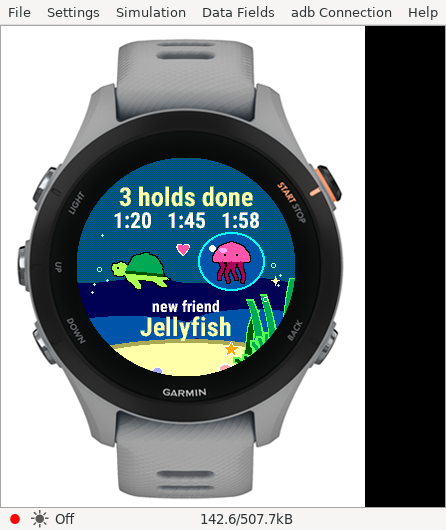 File Settings Simulation Data Fields adb Connection Help
3 holds done
1:20 1:45 1:58
LIGHT
START STOP
UP
new friend
Jellyfish
DOWN
BACK
GARMIN
Off 142.6/507.7kB